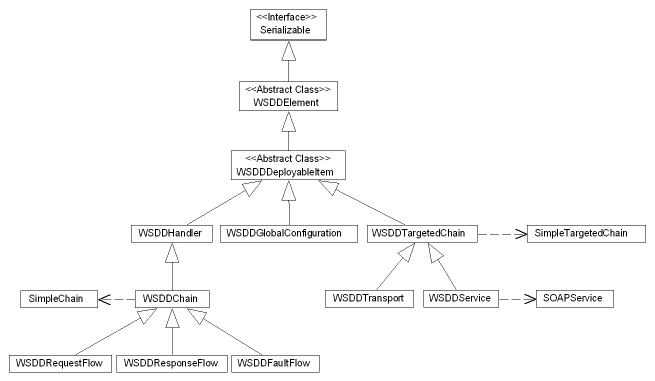 <<Interface>>
Serializable
<<Abstract Class>>
WSDDElement
<<Abstract Class>>
WSDDDeployableItem
WSDDHandler
WSDDGlobalConfiguration
WSDDTargetedChain
SimpleTargetedChain
SimpleChain
WSDDChain
WSDDTransport
WSDDService
SOAPService
WSDDRequestFlow
WSDDResponseFlow
WSDDFaultFlow